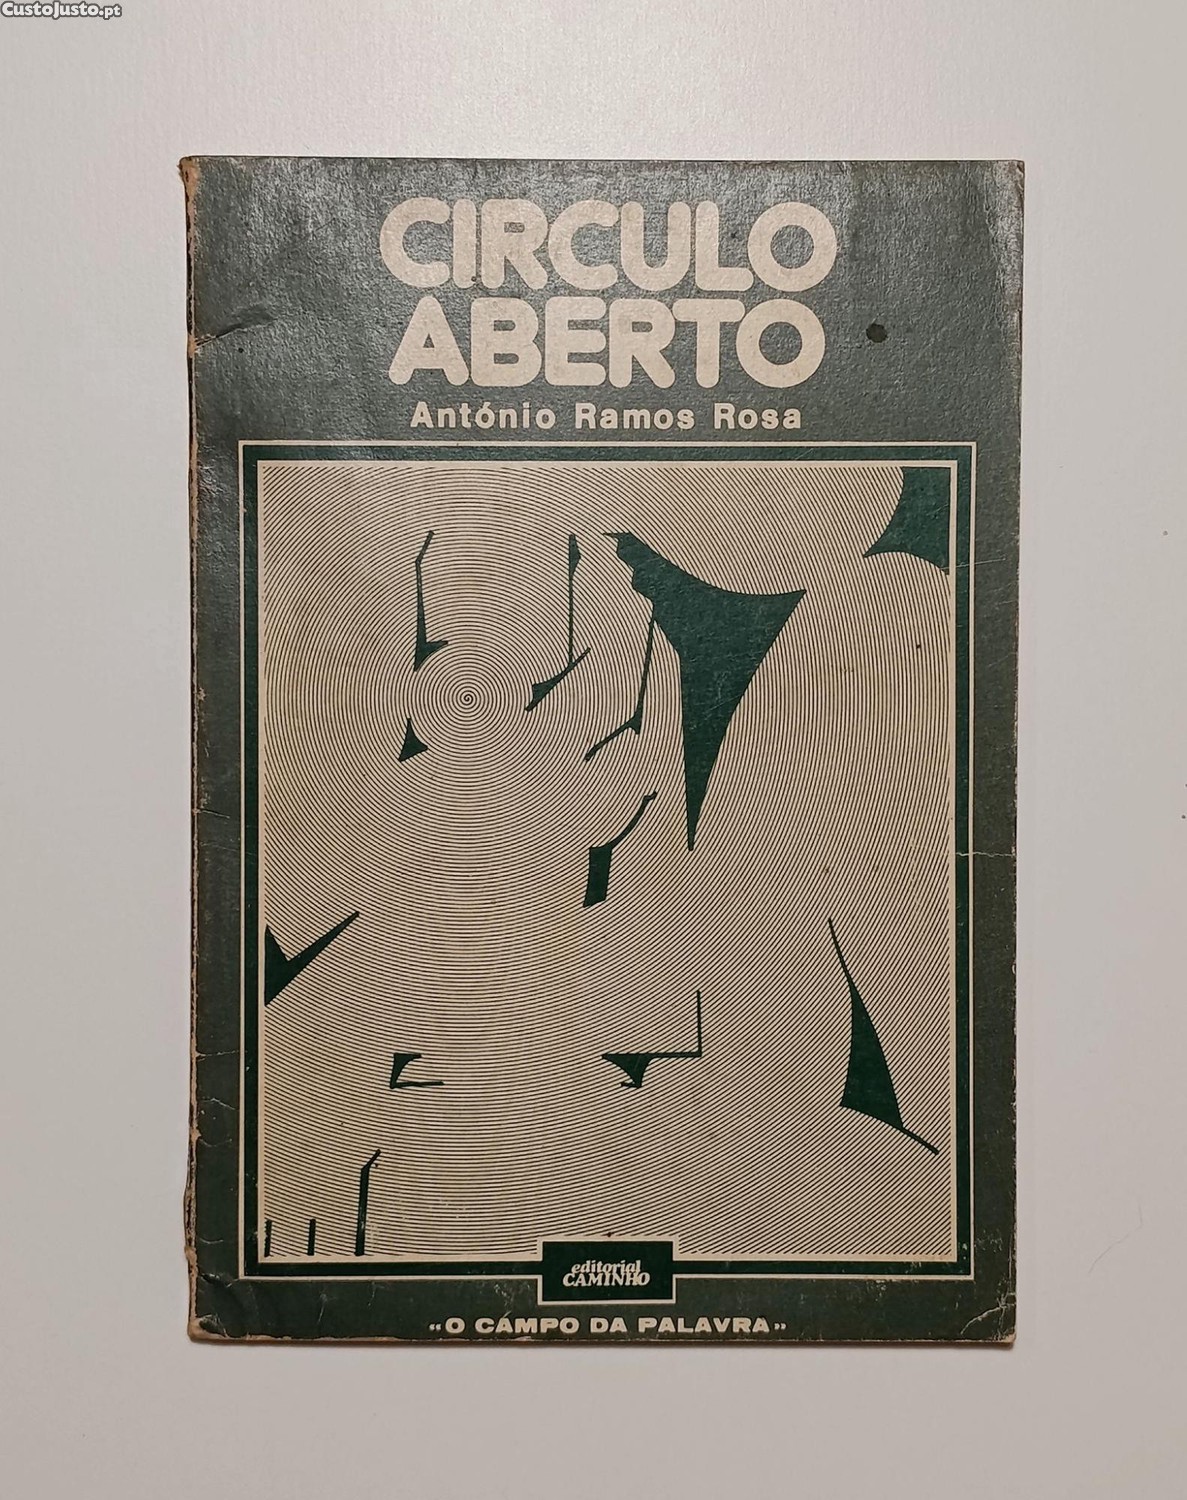 CustoJusto.pt
CIRCULO
ABERTO
António Ramos Rosa
editorial
CAMINHO
«O CAMPO DA PALAVRA»